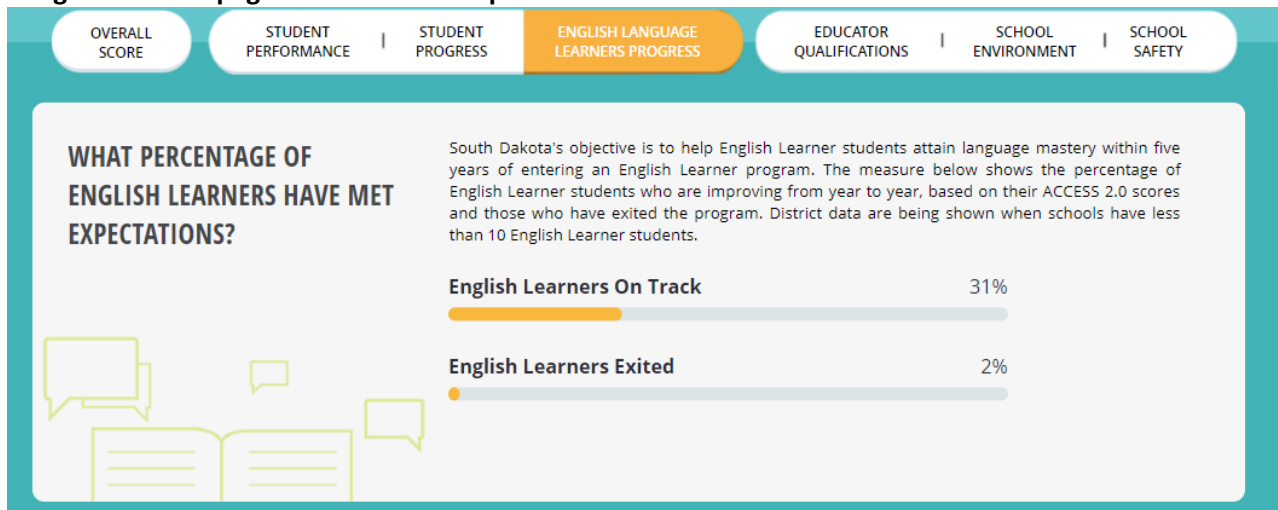 OVERALL
SCORE
STUDENT
PERFORMANCE
|
STUDENT
PROGRESS
ENGLISH LANGUAGE
LEARNERS PROGRESS
EDUCATOR
QUALIFICATIONS
|
SCHOOL
ENVIRONMENT
|
SCHOOL
SAFETY
WHAT PERCENTAGE OF
ENGLISH LEARNERS HAVE MET
EXPECTATIONS?
South Dakota's objective is to help English Learner students attain language mastery within five
years of entering an English Learner program. The measure below shows the percentage of
English Learner students who are improving from year to year, based on their ACCESS 2.0 scores
and those who have exited the program. District data are being shown when schools have less
than 10 English Learner students.
English Learners On Track 31%
English Learners Exited 2%